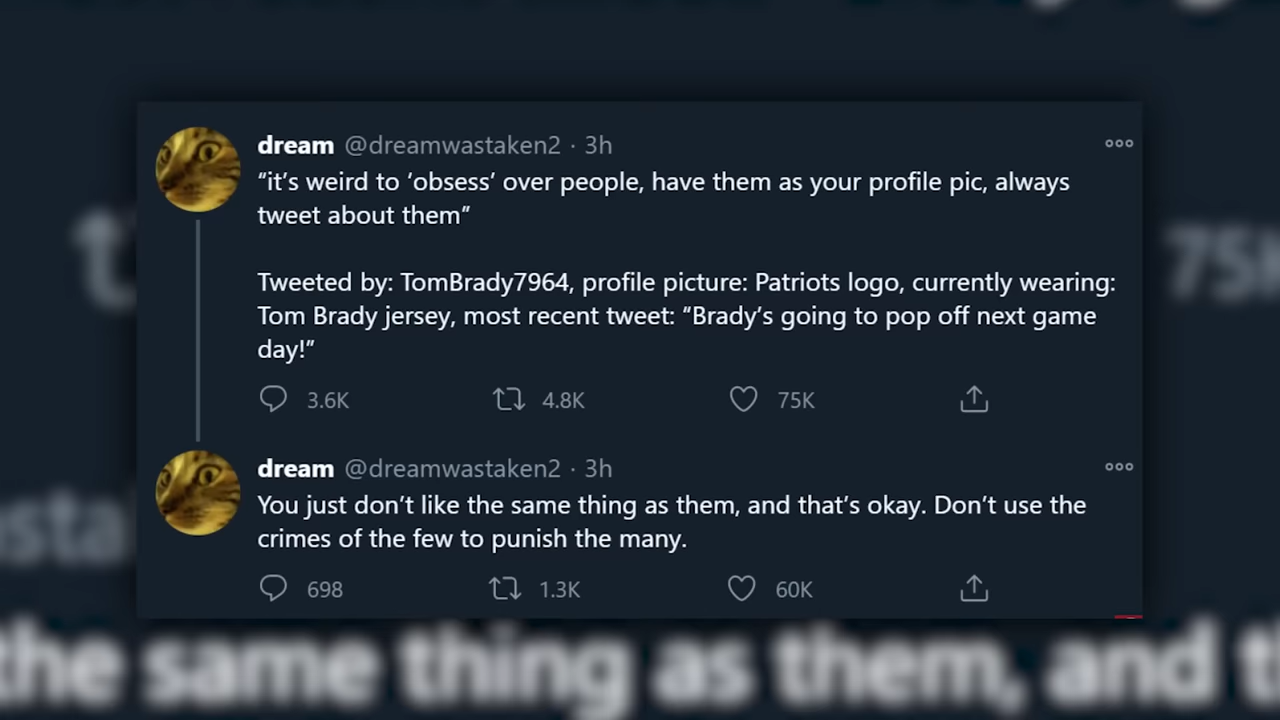 dream @dreamwastaken2 · 3h
“it’s weird to ‘obsess’ over people, have them as your profile pic, always
tweet about them”
Tweeted by: TomBrady7964, profile picture: Patriots logo, currently wearing:
Tom Brady jersey, most recent tweet: “Brady’s going to pop off next game
day!”
3.6K 4.8K 75K
dream @dreamwastaken2 · 3h
You just don’t like the same thing as them, and that’s okay. Don’t use the
crimes of the few to punish the many.
698 1.3K 60K
the same thing as them, and